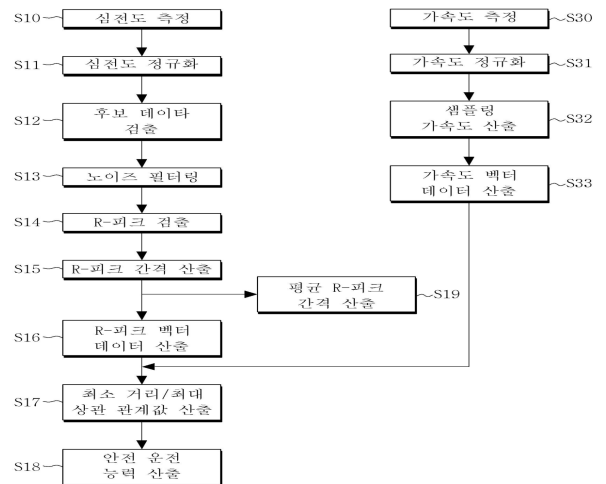 S10
심전도 측정
S11
심전도 정규화
S12
후보 데이타
검출
S13
노이즈 필터링
S14
R-피크 검출
S15
R-피크 간격 산출
평균 R-피크
간격 산출
S19
S16
R-피크 벡터
데이터 산출
S17
최소 거리/최대
상관 관계값 산출
S18
안전 운전
능력 산출
가속도 측정
S30
가속도 정규화
S31
샘플링
가속도 산출
S32
가속도 벡터
데이터 산출
S33